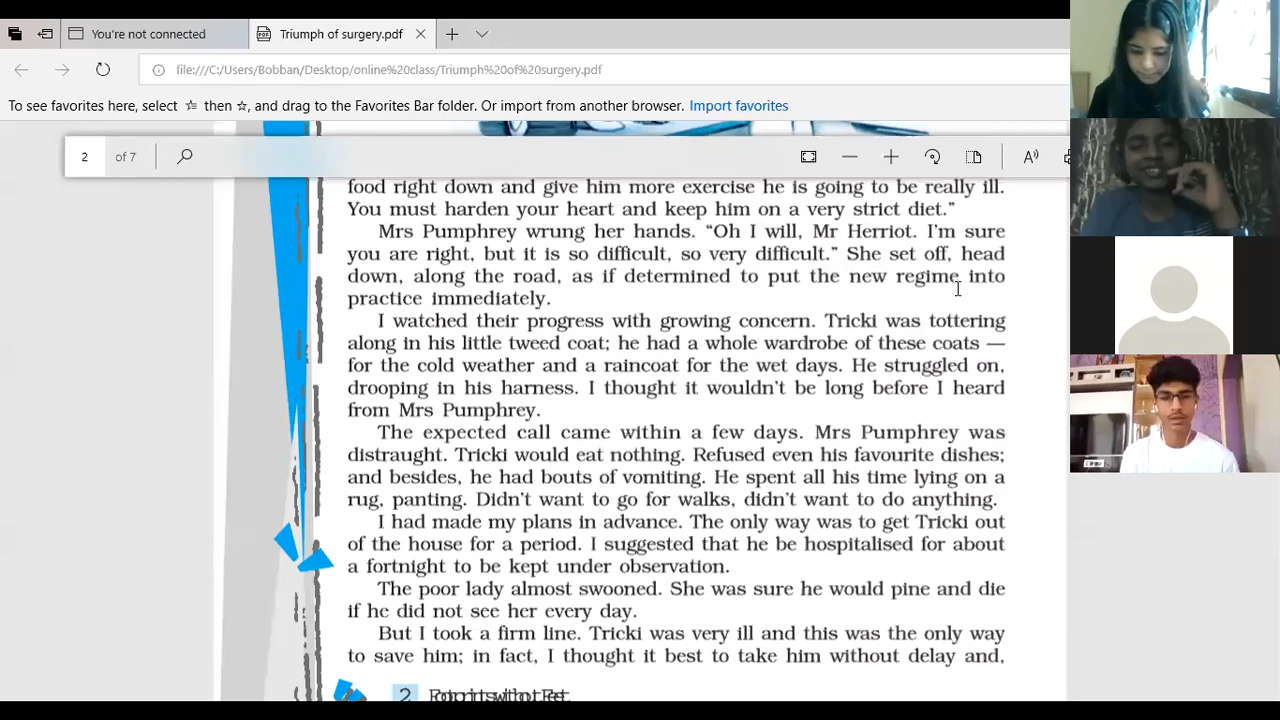 You're not connected
Triumph of surgery.pdf
file:///C:/Users/Bobban/Desktop/online%20class/Triumph%20of%20surgery.pdf
To see favorites here, select then , and drag to the Favorites Bar folder. Or import from another browser. Import favorites
2 of 7
food right down and give him more exercise he is going to be really ill.
You must harden your heart and keep him on a very strict diet.”
Mrs Pumphrey wrung her hands. “Oh I will, Mr Herriot. I’m sure
you are right, but it is so difficult, so very difficult.” She set off, head
down, along the road, as if determined to put the new regime into
practice immediately.
I watched their progress with growing concern. Tricki was tottering
along in his little tweed coat; he had a whole wardrobe of these coats —
for the cold weather and a raincoat for the wet days. He struggled on,
drooping in his harness. I thought it wouldn’t be long before I heard
from Mrs Pumphrey.
The expected call came within a few days. Mrs Pumphrey was
distraught. Tricki would eat nothing. Refused even his favourite dishes;
and besides, he had bouts of vomiting. He spent all his time lying on a
rug, panting. Didn’t want to go for walks, didn’t want to do anything.
I had made my plans in advance. The only way was to get Tricki out
of the house for a period. I suggested that he be hospitalised for about
a fortnight to be kept under observation.
The poor lady almost swooned. She was sure he would pine and die
if he did not see her every day.
But I took a firm line. Tricki was very ill and this was the only way
to save him; in fact, I thought it best to take him without delay and,
2